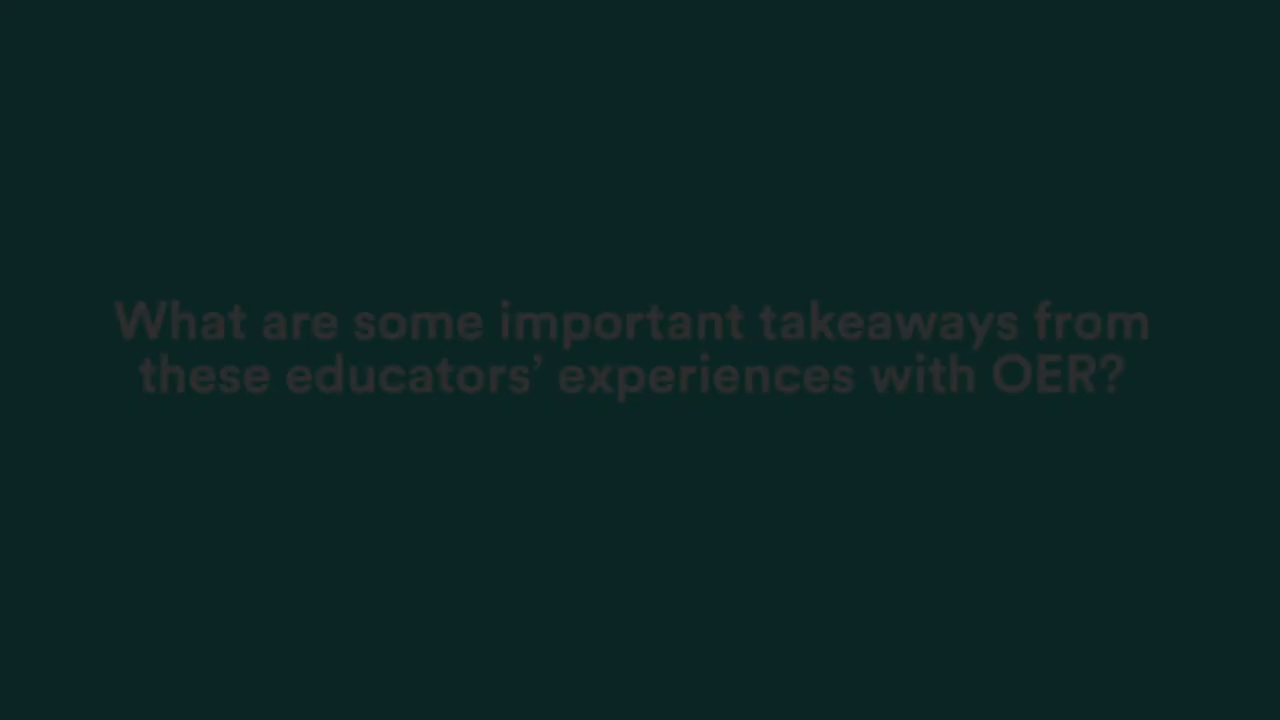 What are some important takeaways from
these educators’ experiences with OER?